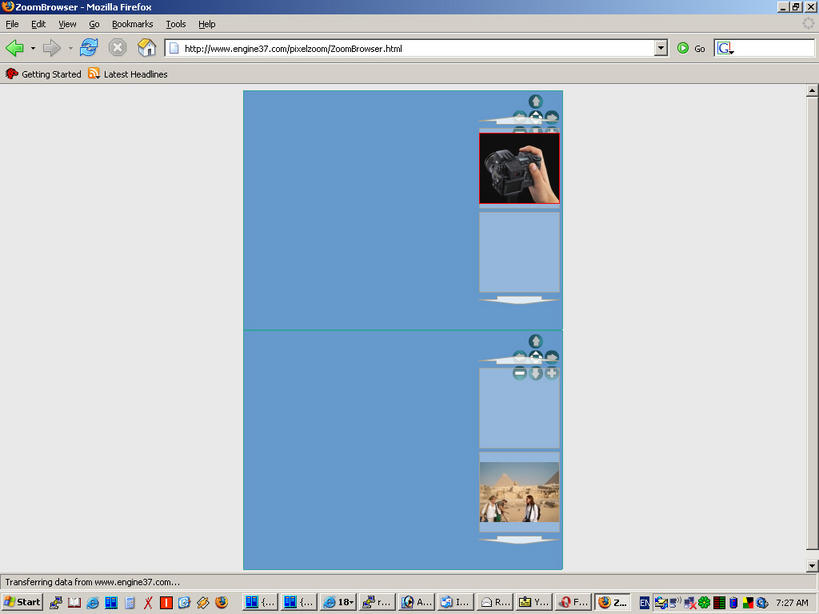 ZoomBrowser - Mozilla Firefox
File Edit View Go Bookmarks Tools Help
http://www.engine37.com/pixelzoom/ZoomBrowser.html Go G
Getting Started Latest Headlines
Transferring data from www.engine37.com...
Start {... {... 18 r... A... I... R... Y... F... Z... EN 7:27 AM